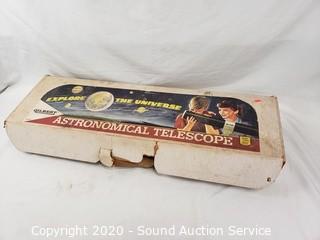 EXPLORE THE UNIVERSE
GILBERT
ASTRONOMICAL TELESCOPE
Copyright 2020 - Sound Auction Service